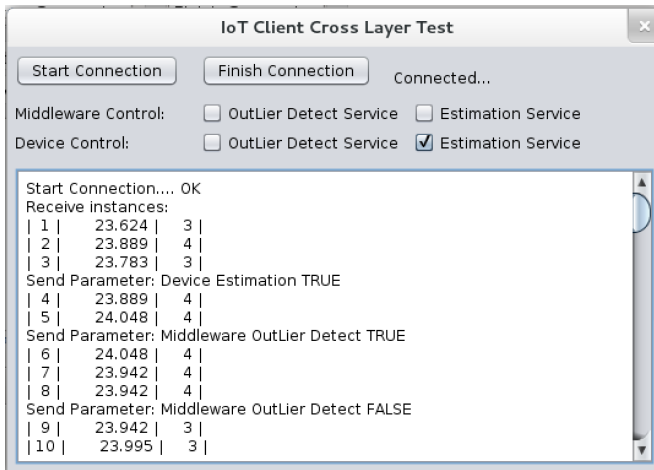 IoT Client Cross Layer Test
Start Connection Finish Connection Connected...
Middleware Control: OutLier Detect Service Estimation Service
Device Control: OutLier Detect Service Estimation Service
Start Connection.... OK
Receive instances:
| 1 | 23.624 | 3 |
| 2 | 23.889 | 4 |
| 3 | 23.783 | 3 |
Send Parameter: Device Estimation TRUE
| 4 | 23.889 | 4 |
| 5 | 24.048 | 4 |
Send Parameter: Middleware OutLier Detect TRUE
| 6 | 24.048 | 4 |
| 7 | 23.942 | 4 |
| 8 | 23.942 | 4 |
Send Parameter: Middleware OutLier Detect FALSE
| 9 | 23.942 | 3 |
|10 | 23.995 | 3 |